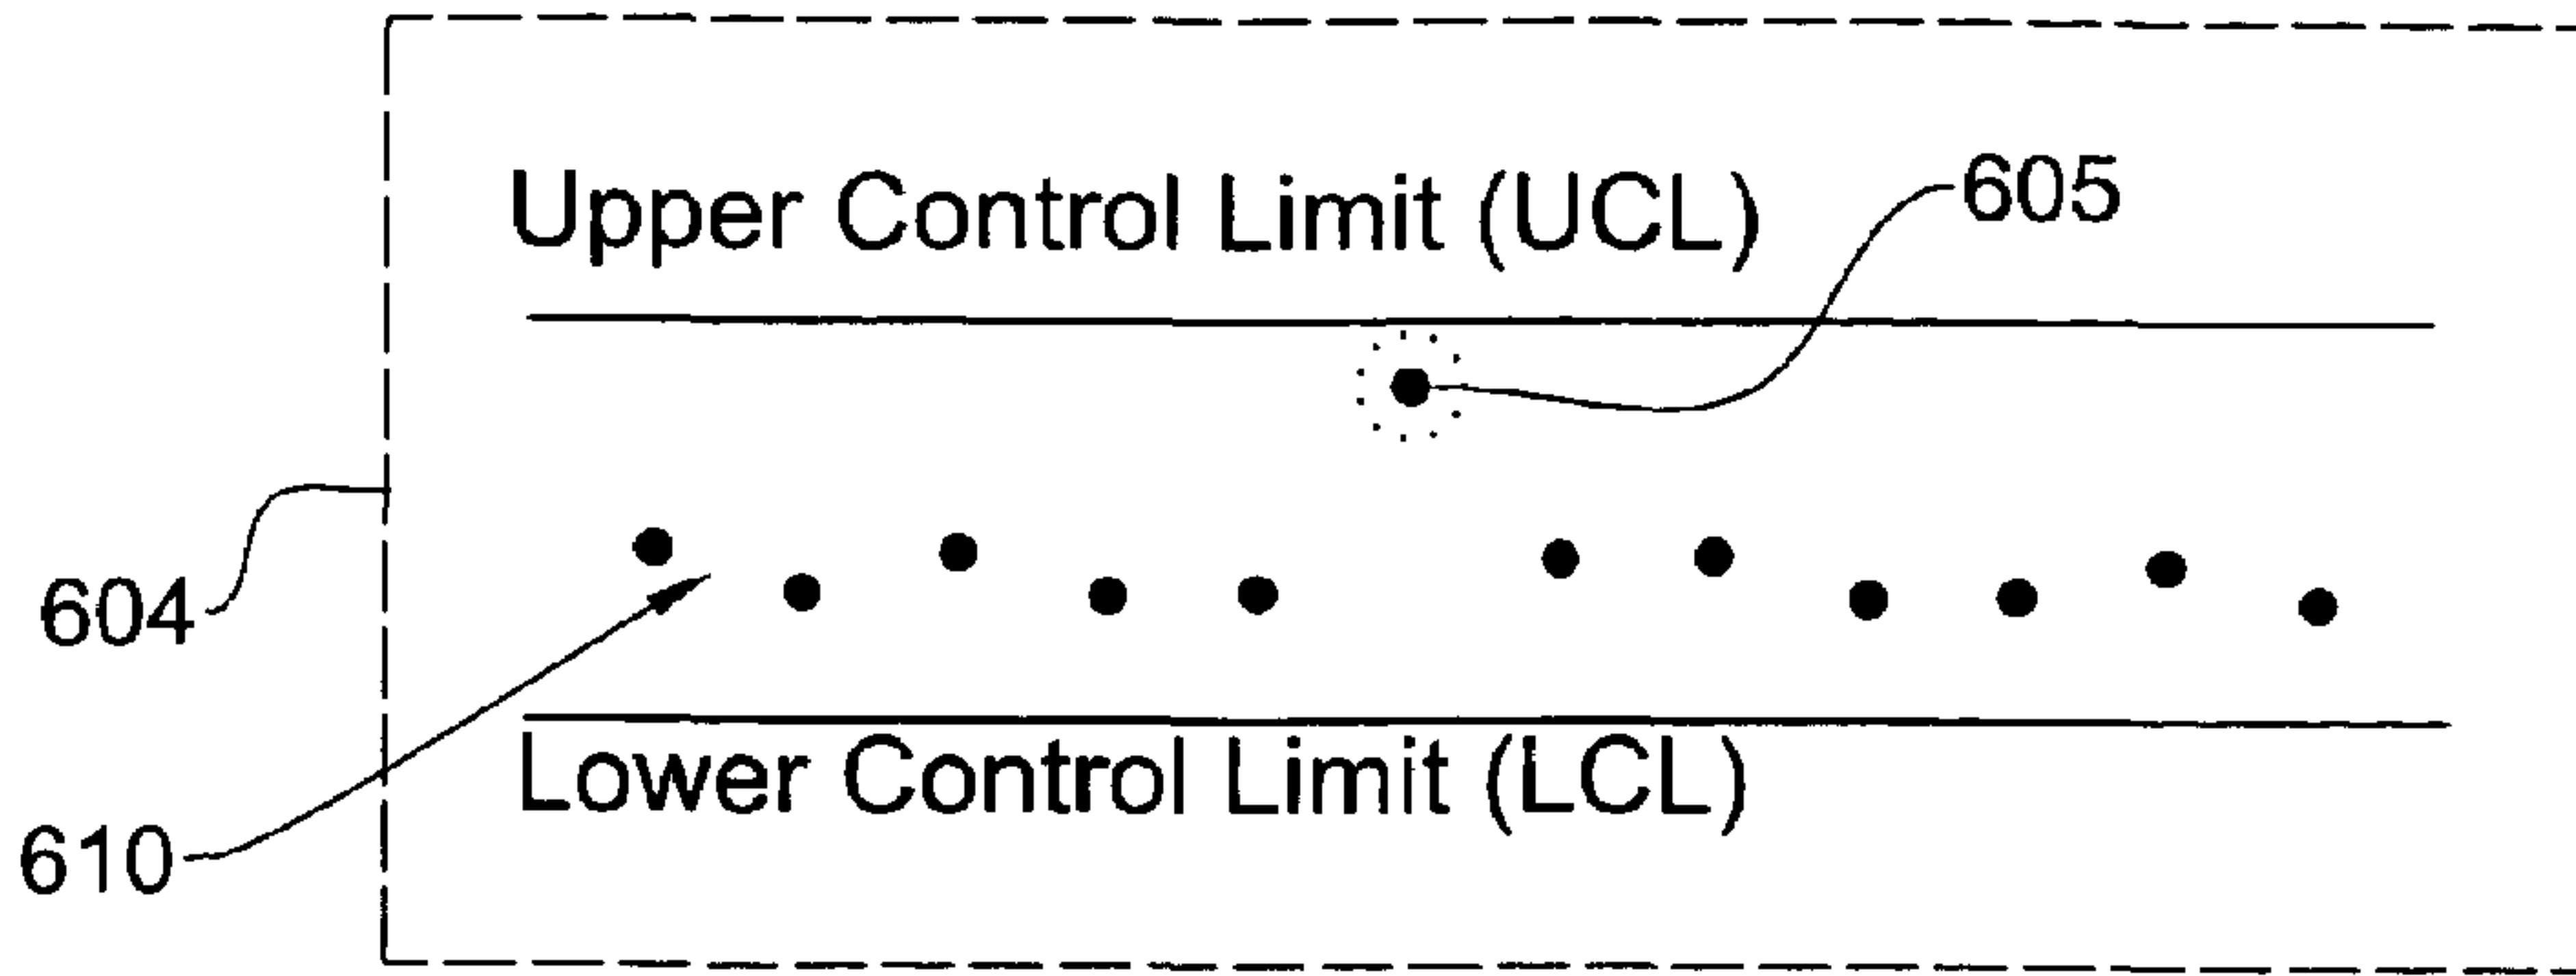 Upper Control Limit (UCL)
605
604
Lower Control Limit (LCL)
610